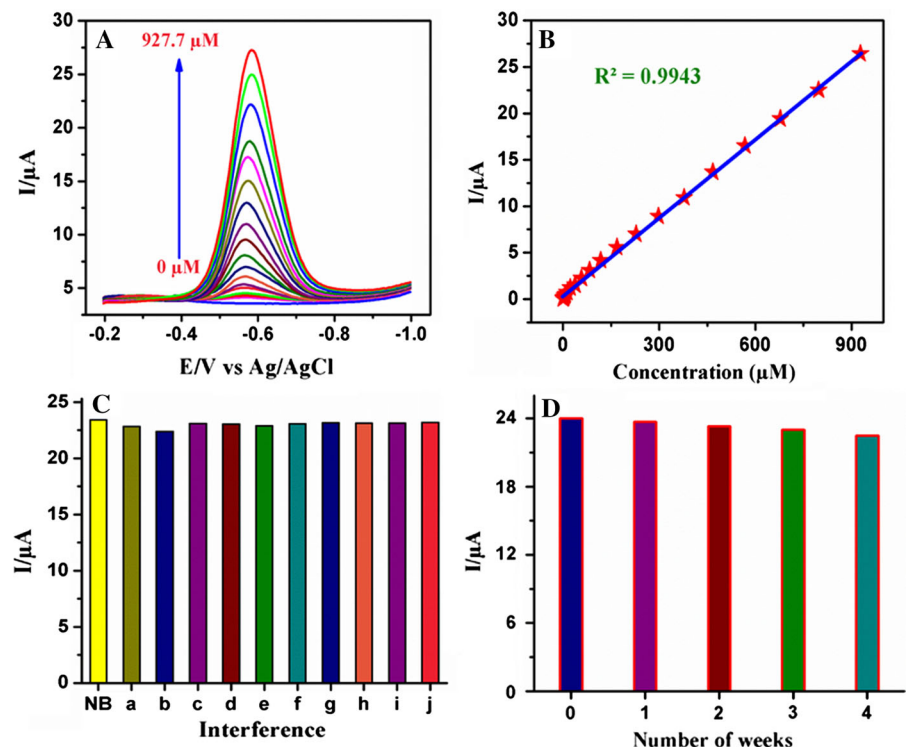 A
927.7 µM
0 µM
30
25
20
15
10
5
I/µA
-0.2
-0.4
-0.6
-0.8
-1.0
E/V vs Ag/AgCl
B
R² = 0.9943
30
25
20
15
10
5
0
I/µA
0
300
600
900
Concentration (µM)
C
25
20
15
10
5
0
I/µA
NB
a
b
c
d
e
f
g
h
i
j
Interference
D
24
18
12
6
0
I/µA
0
1
2
3
4
Number of weeks